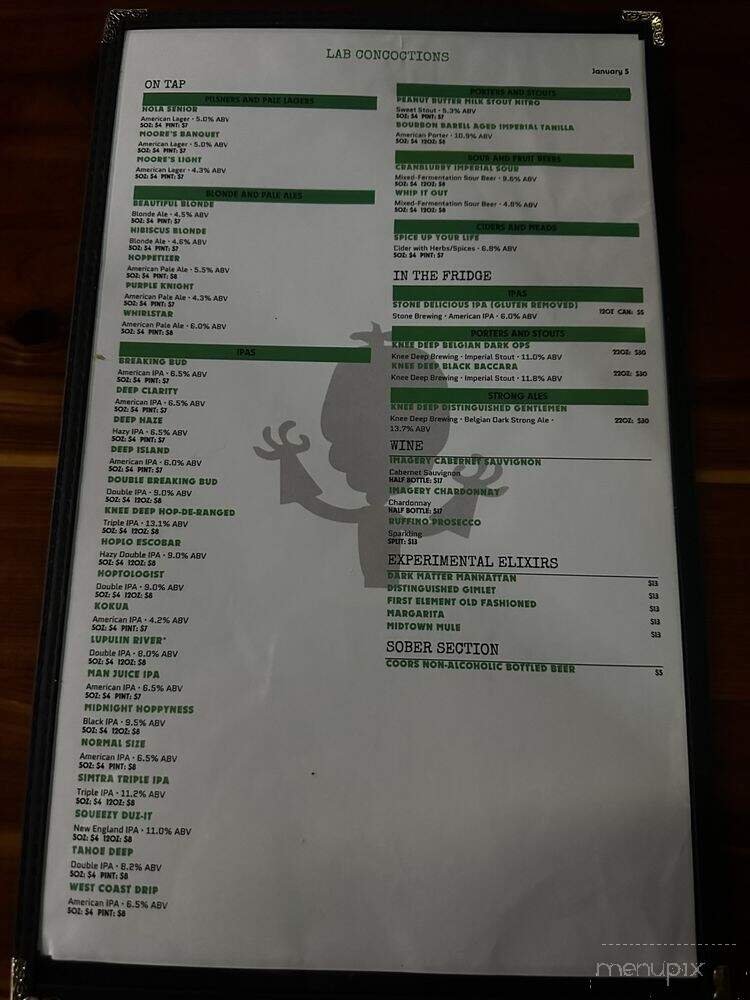 LAB CONCOCTIONS
January 5
ON TAP
PILSNERS AND PALE LAGERS
HOLA SENIOR
American Lager • 5.0% ABV
5OZ: $4 PINT: $7
MOORE'S BANQUET
American Lager • 5.0% ABV
5OZ: $4 PINT: $7
MOORE'S LIGHT
American Lager • 4.3% ABV
5OZ: $4 PINT: $7
BLONDE AND PALE ALES
BEAUTIFUL BLONDE
Blonde Ale • 4.5% ABV
5OZ: $4 PINT: $7
HIBISCUS BLONDE
Blonde Ale • 4.6% ABV
5OZ: $4 PINT: $7
HOPPETIZER
American Pale Ale • 5.5% ABV
5OZ: $4 PINT: $8
PURPLE KNIGHT
American Pale Ale • 4.3% ABV
5OZ: $4 PINT: $7
WHIRLSTAR
American Pale Ale • 6.0% ABV
5OZ: $4 PINT: $8
IPAS
BREAKING BUD
American IPA • 6.5% ABV
5OZ: $4 PINT: $7
DEEP CLARITY
American IPA • 6.5% ABV
5OZ: $4 PINT: $7
DEEP HAZE
Hazy IPA • 6.5% ABV
5OZ: $4 PINT: $7
DEEP ISLAND
American IPA • 6.0% ABV
5OZ: $4 PINT: $7
DOUBLE BREAKING BUD
Double IPA • 9.0% ABV
5OZ: $4 12OZ: $8
KNEE DEEP HOP-DE-RANGED
Triple IPA • 13.1% ABV
5OZ: $4 12OZ: $8
HOPLO ESCOBAR
Hazy Double IPA • 9.0% ABV
5OZ: $4 12OZ: $8
HOPTOLOGIST
Double IPA • 9.0% ABV
5OZ: $4 12OZ: $8
KOKUA
American IPA • 4.2% ABV
5OZ: $4 PINT: $7
LUPULIN RIVER*
Double IPA • 8.0% ABV
5OZ: $4 12OZ: $8
MAN JUICE IPA
American IPA • 6.5% ABV
5OZ: $4 PINT: $7
MIDNIGHT HOPPYNESS
Black IPA • 9.5% ABV
5OZ: $4 12OZ: $8
NORMAL SIZE
American IPA • 6.5% ABV
5OZ: $4 PINT: $7
SIMTRA TRIPLE IPA
Triple IPA • 11.2% ABV
5OZ: $4 12OZ: $8
SQUEEZY DUZ-IT
New England IPA • 11.0% ABV
5OZ: $4 12OZ: $8
TAHOE DEEP
Double IPA • 8.2% ABV
5OZ: $4 PINT: $8
WEST COAST DRIP
American IPA • 6.5% ABV
5OZ: $4 PINT: $8
PORTERS AND STOUTS
PEANUT BUTTER MILK STOUT NITRO
Sweet Stout • 5.3% ABV
5OZ: $4 PINT: $7
BOURBON BARELL AGED IMPERIAL TANILLA
American Porter • 10.9% ABV
5OZ: $4 12OZ: $8
SOUR AND FRUIT BEERS
CRANBLURRY IMPERIAL SOUR
Mixed-Fermentation Sour Beer • 9.6% ABV
5OZ: $4 12OZ: $8
WHIP IT OUT
Mixed-Fermentation Sour Beer • 4.8% ABV
5OZ: $4 12OZ: $8
CIDERS AND MEADS
SPICE UP YOUR LIFE
Cider with Herbs/Spices • 6.8% ABV
5OZ: $4 PINT: $7
IN THE FRIDGE
IPAS
STONE DELICIOUS IPA (GLUTEN REMOVED)
Stone Brewing • American IPA • 6.0% ABV
12OZ CAN: $5
PORTERS AND STOUTS
KNEE DEEP BELGIAN DARK OPS
Knee Deep Brewing • Imperial Stout • 11.0% ABV
22OZ: $30
KNEE DEEP BLACK BACCARA
Knee Deep Brewing • Imperial Stout • 11.8% ABV
22OZ: $30
STRONG ALES
KNEE DEEP DISTINGUISHED GENTLEMEN
Knee Deep Brewing • Belgian Dark Strong Ale •
13.7% ABV
22OZ: $30
WINE
IMAGERY CABERNET SAUVIGNON
Cabernet Sauvignon
HALF BOTTLE: $17
IMAGERY CHARDONNAY
Chardonnay
HALF BOTTLE: $17
RUFFINO PROSECCO
Sparkling
SPLIT: $13
EXPERIMENTAL ELIXIRS
DARK MATTER MANHATTAN $13
DISTINGUISHED GIMLET $13
FIRST ELEMENT OLD FASHIONED $13
MARGARITA $13
MIDTOWN MULE $13
SOBER SECTION
COORS NON-ALCOHOLIC BOTTLED BEER $5
menupix